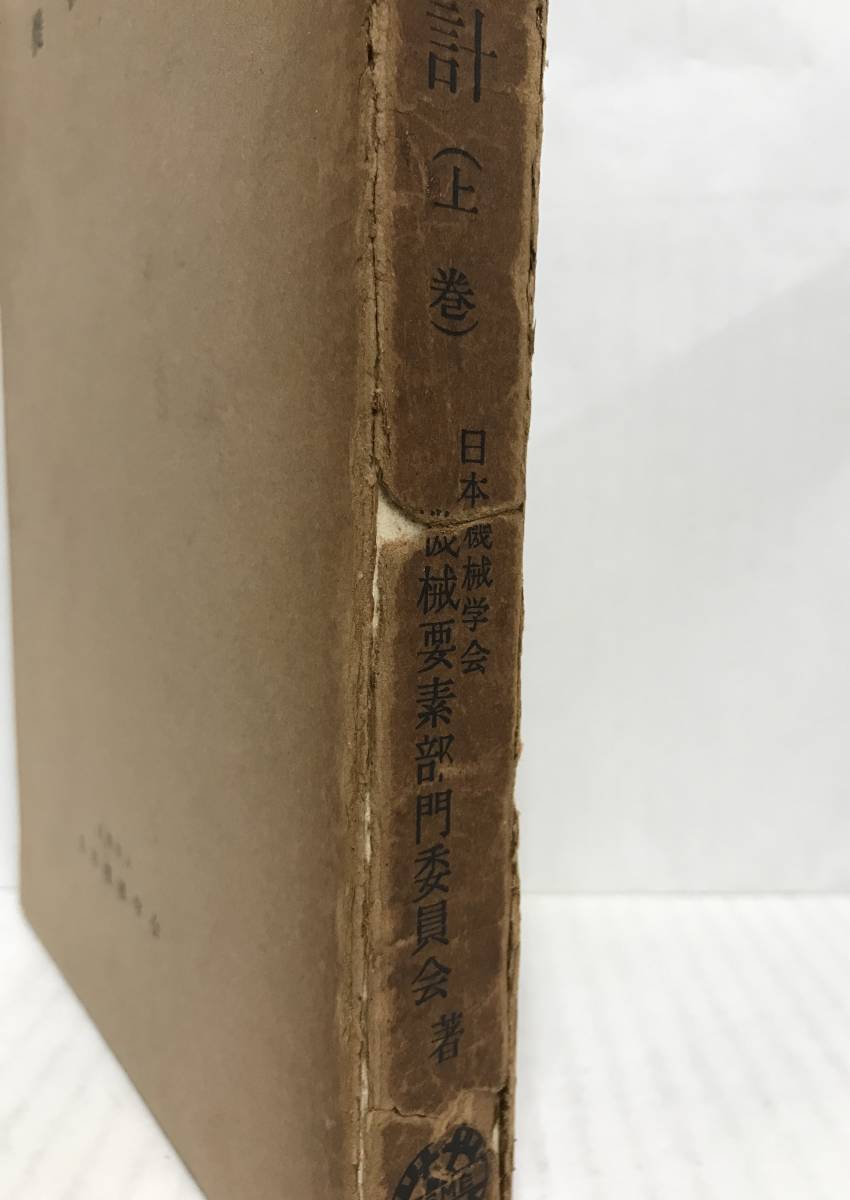 計(上巻)
日本機械学会
機械要素部門委員会 著